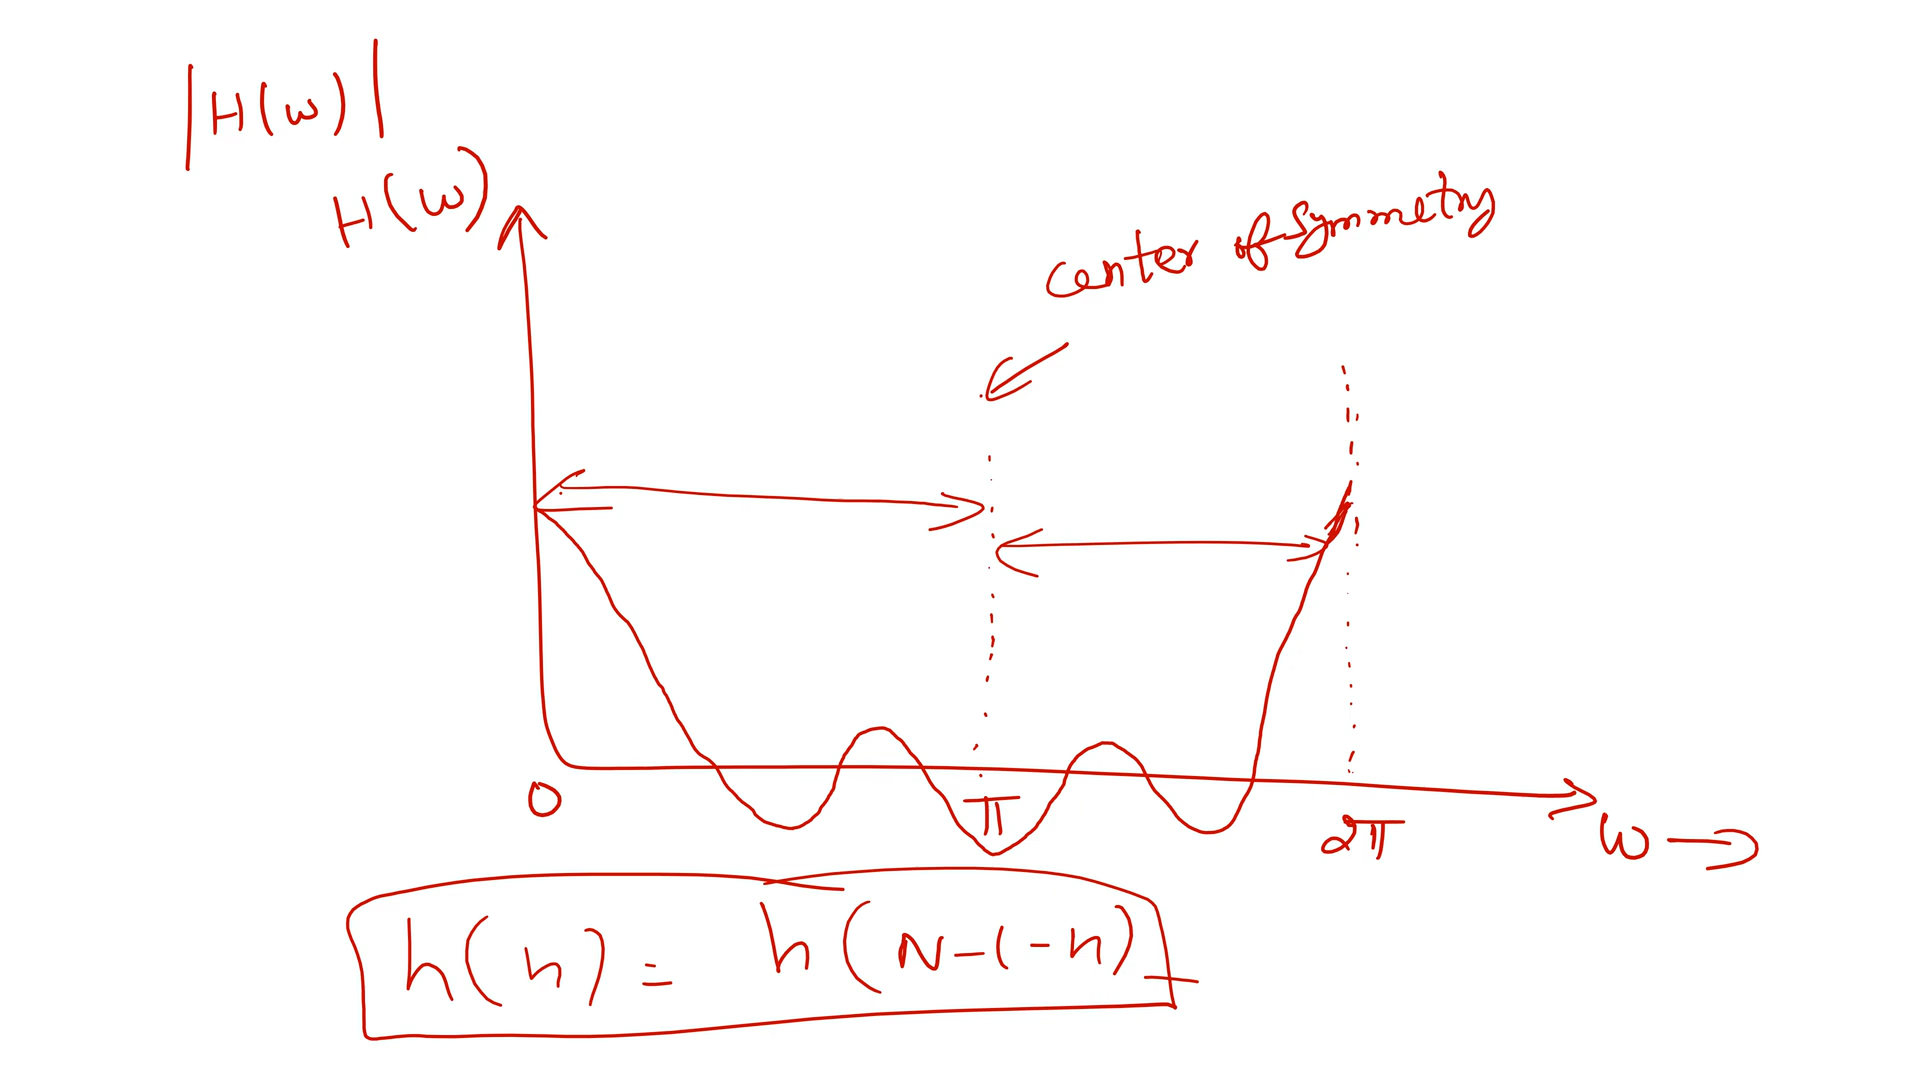 |H(ω)|
H(ω)
center of symmetry
0
π
2π
ω →
h(n) = h(N-1-n)